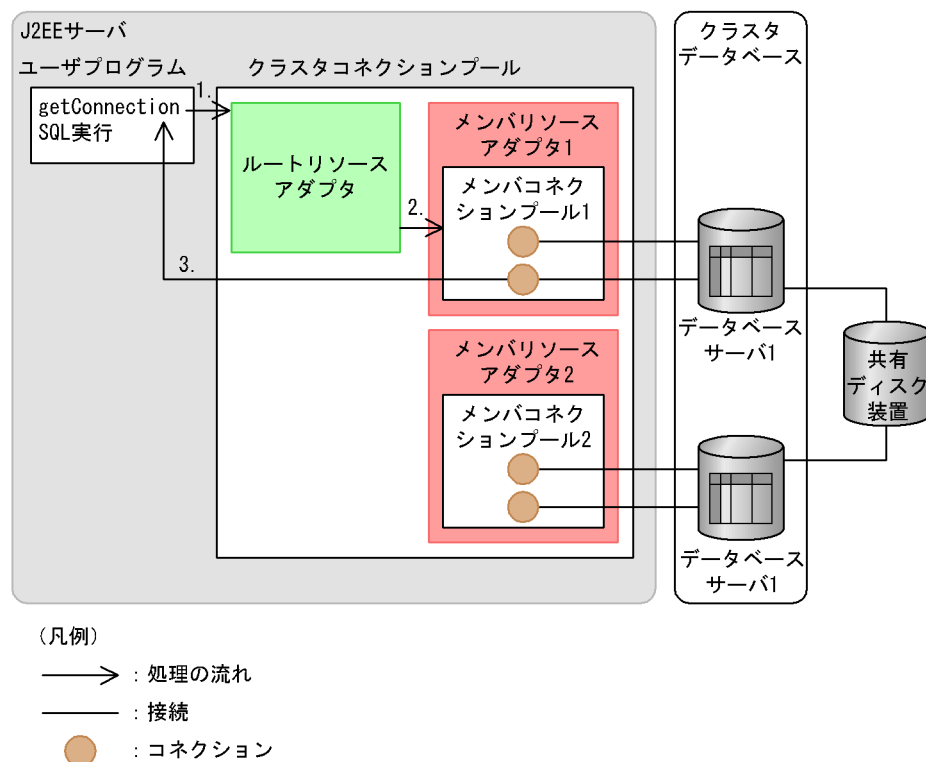 J2EEサーバ
ユーザプログラム
クラスタコネクションプール
クラスタ
データベース
getConnection
SQL実行
1.
ルートリソース
アダプタ
2.
3.
メンバリソース
アダプタ1
メンバコネク
ションプール1
データベース
サーバ1
メンバリソース
アダプタ2
メンバコネク
ションプール2
データベース
サーバ1
共有
ディスク
装置
(凡例)
:処理の流れ
:接続
:コネクション